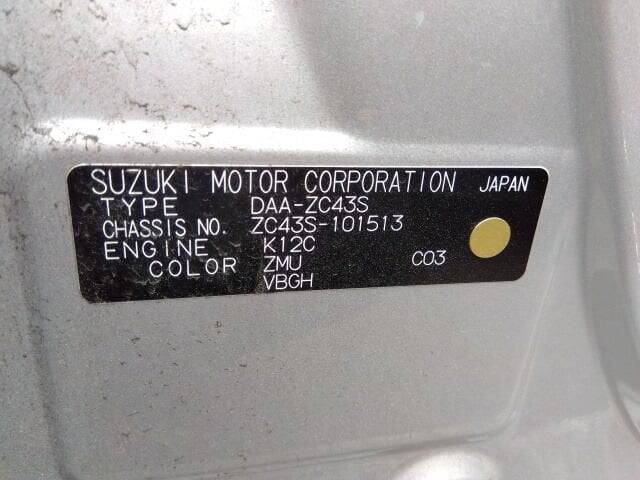 SUZUKI MOTOR CORPORATION JAPAN
TYPE DAA-ZC43S
CHASSIS NO. ZC43S-101513
ENGINE K12C
COLOR ZMU C03
VBGH